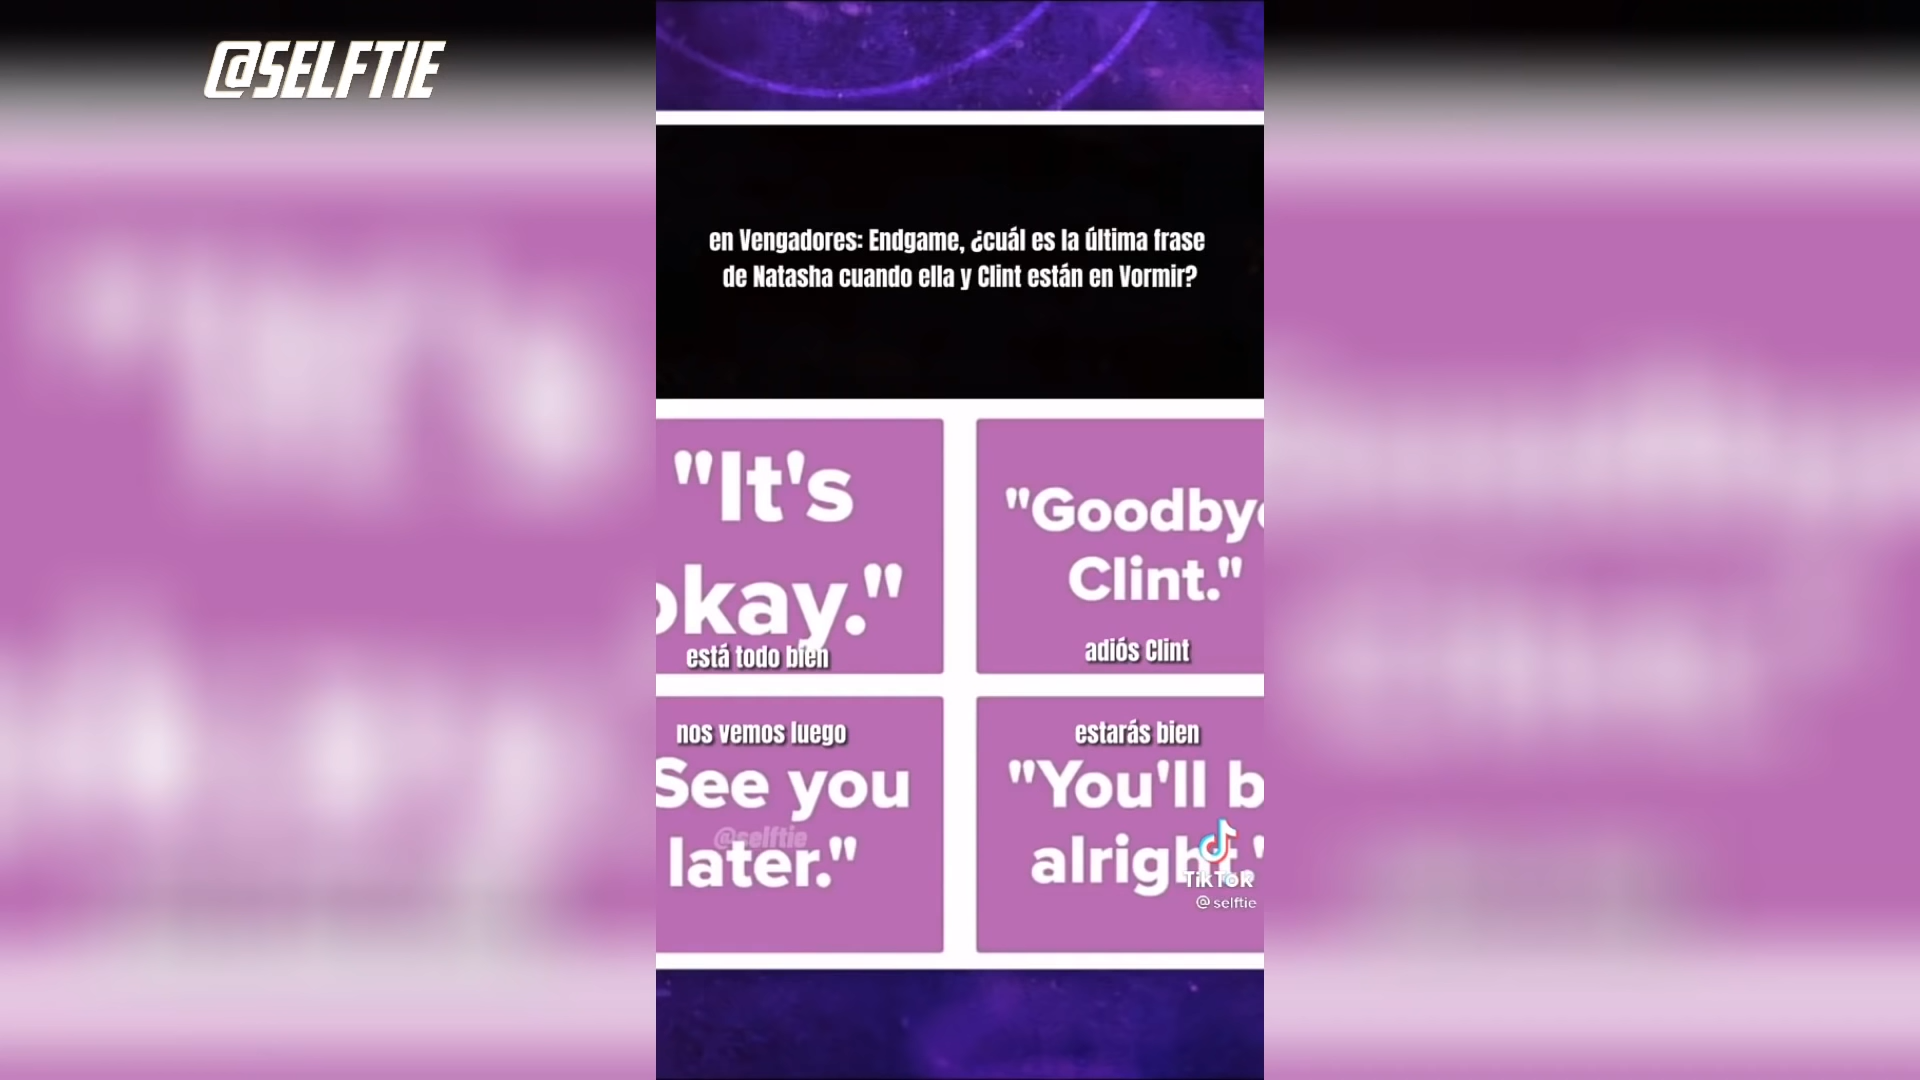 @SELFTIE
en Vengadores: Endgame, ¿cuál es la última frase
de Natasha cuando ella y Clint están en Vormir?
"It's
okay."
está todo bien
"Goodbye
Clint."
adiós Clint
nos vemos luego
See you
later."
@selftie
estarás bien
"You'll b
alright."
TikTok
@selftie